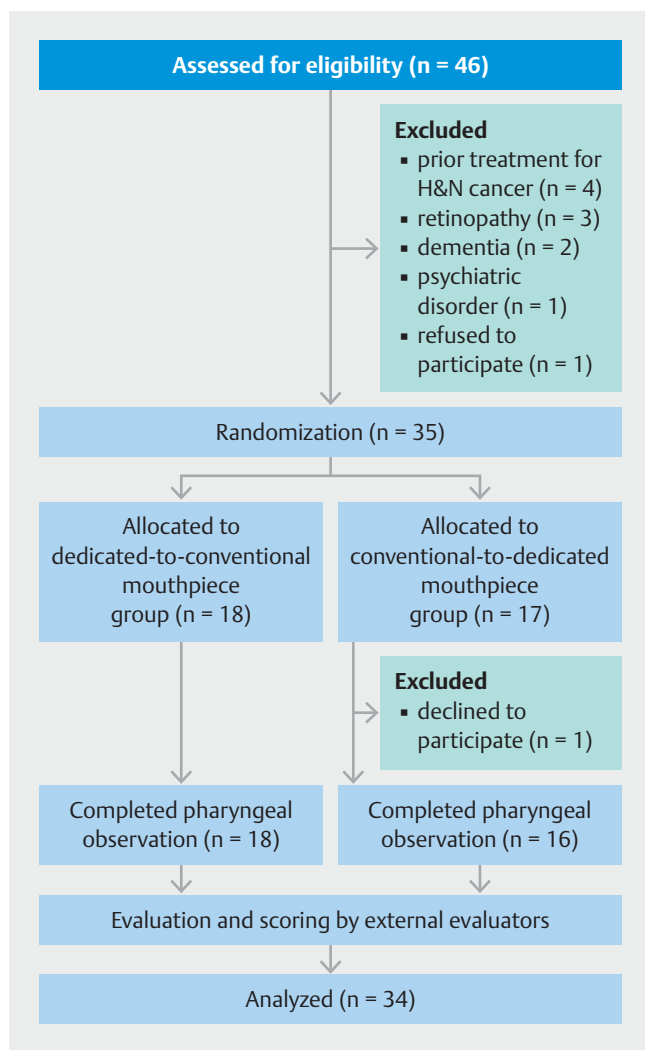 Assessed for eligibility (n = 46)
Excluded
▪ prior treatment for
H&N cancer (n = 4)
▪ retinopathy (n = 3)
▪ dementia (n = 2)
▪ psychiatric
disorder (n = 1)
▪ refused to
participate (n = 1)
Randomization (n = 35)
Allocated to
dedicated-to-conventional
mouthpiece
group (n = 18)
Allocated to
conventional-to-dedicated
mouthpiece
group (n = 17)
Excluded
▪ declined to
participate (n = 1)
Completed pharyngeal
observation (n = 18)
Completed pharyngeal
observation (n = 16)
Evaluation and scoring by external evaluators
Analyzed (n = 34)